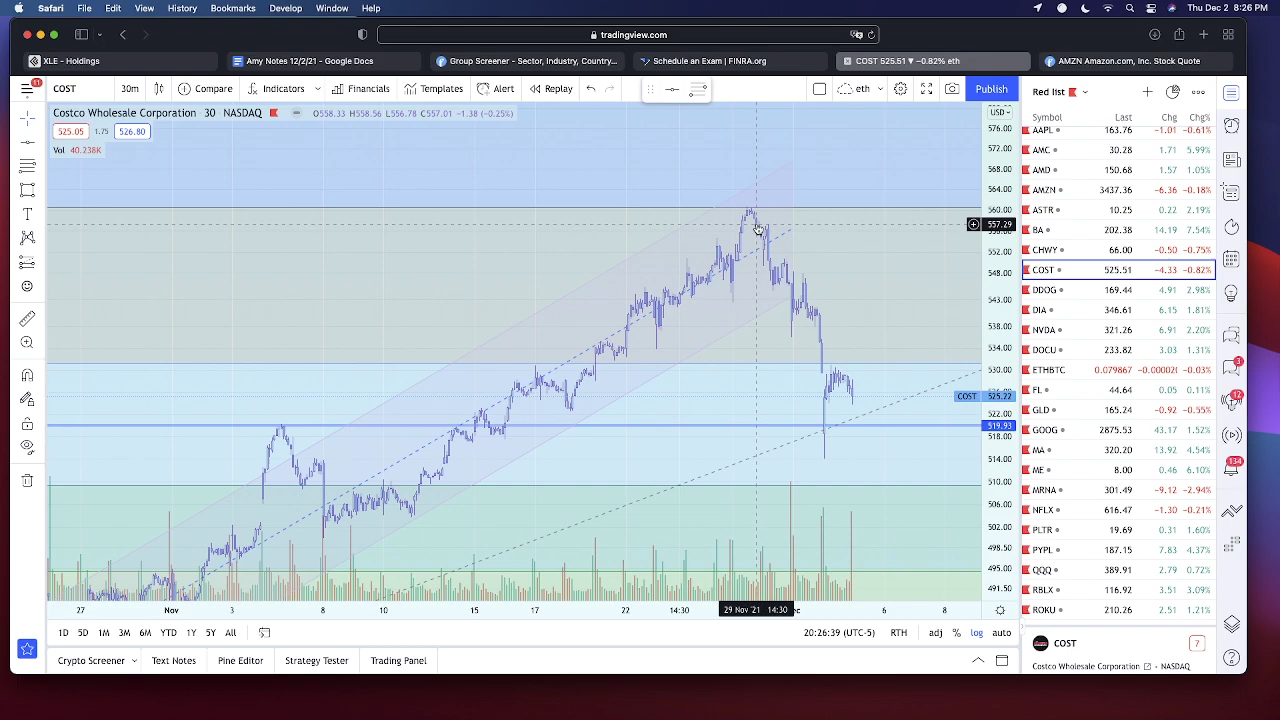 Safari File Edit View History Bookmarks Develop Window Help Thu Dec 2 8:26 PM
tradingview.com
XLE - Holdings Amy Notes 12/2/21 - Google Docs Group Screener - Sector, Industry, Country... Schedule an Exam | FINRA.org COST 525.51 ▼ −0.82% eth AMZN Amazon.com, Inc. Stock Quote
11 COST 30m Compare Indicators Financials Templates Alert Replay eth Publish Red list
Costco Wholesale Corporation · 30 · NASDAQ O558.33 H558.56 L556.78 C557.01 −1.38 (−0.25%) USD
525.05 1.75 526.80
Vol 40.238K
Symbol Last Chg Chg%
AAPL 163.76 -1.01 -0.61%
AMC 30.28 1.71 5.99%
AMD 150.68 1.57 1.05%
AMZN 3437.36 -6.36 -0.18%
ASTR 10.25 0.22 2.19%
BA 202.38 14.19 7.54%
CHWY 66.00 -0.50 -0.75%
COST 525.51 -4.33 -0.82%
DDOG 169.44 4.91 2.98%
DIA 346.61 6.15 1.81%
NVDA 321.26 6.91 2.20%
DOCU 233.82 3.03 1.31%
ETHBTC 0.079867 -0.00002( -0.03%
FL 44.64 0.05 0.11%
GLD 165.24 -0.92 -0.55%
GOOG 2875.53 43.17 1.52%
MA 320.20 13.92 4.54%
ME 8.00 0.46 6.10%
MRNA 301.49 -9.12 -2.94%
NFLX 616.47 -1.30 -0.21%
PLTR 19.69 0.31 1.60%
PYPL 187.15 7.83 4.37%
QQQ 389.91 2.79 0.72%
RBLX 116.92 3.51 3.09%
ROKU 210.26 2.51 1.21%
576.00
572.00
568.00
564.00
560.00
557.29
552.00
548.00
543.00
538.00
534.00
530.00
COST 525.22
522.00
519.93
518.00
514.00
510.00
506.00
502.00
498.50
495.00
491.50
3
12
134
27 Nov 3 8 10 15 17 22 14:30 29 Nov '21 14:30 6 8
1D 5D 1M 3M 6M YTD 1Y 5Y All 20:26:39 (UTC-5) RTH adj % log auto
COST 7
Crypto Screener Text Notes Pine Editor Strategy Tester Trading Panel
Costco Wholesale Corporation • NASDAQ